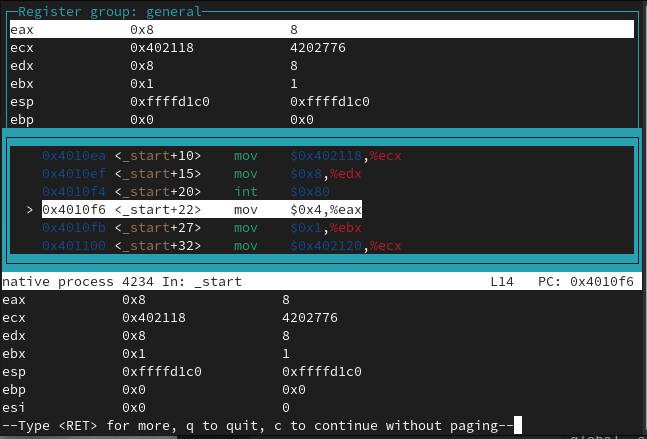 Register group: general
eax 0x8 8
ecx 0x402118 4202776
edx 0x8 8
ebx 0x1 1
esp 0xffffd1c0 0xffffd1c0
ebp 0x0 0x0
0x4010ea <_start+10> mov $0x402118,%ecx
0x4010ef <_start+15> mov $0x8,%edx
0x4010f4 <_start+20> int $0x80
> 0x4010f6 <_start+22> mov $0x4,%eax
0x4010fb <_start+27> mov $0x1,%ebx
0x401100 <_start+32> mov $0x402120,%ecx
native process 4234 In: _start L14 PC: 0x4010f6
eax 0x8 8
ecx 0x402118 4202776
edx 0x8 8
ebx 0x1 1
esp 0xffffd1c0 0xffffd1c0
ebp 0x0 0x0
esi 0x0 0
--Type <RET> for more, q to quit, c to continue without paging--